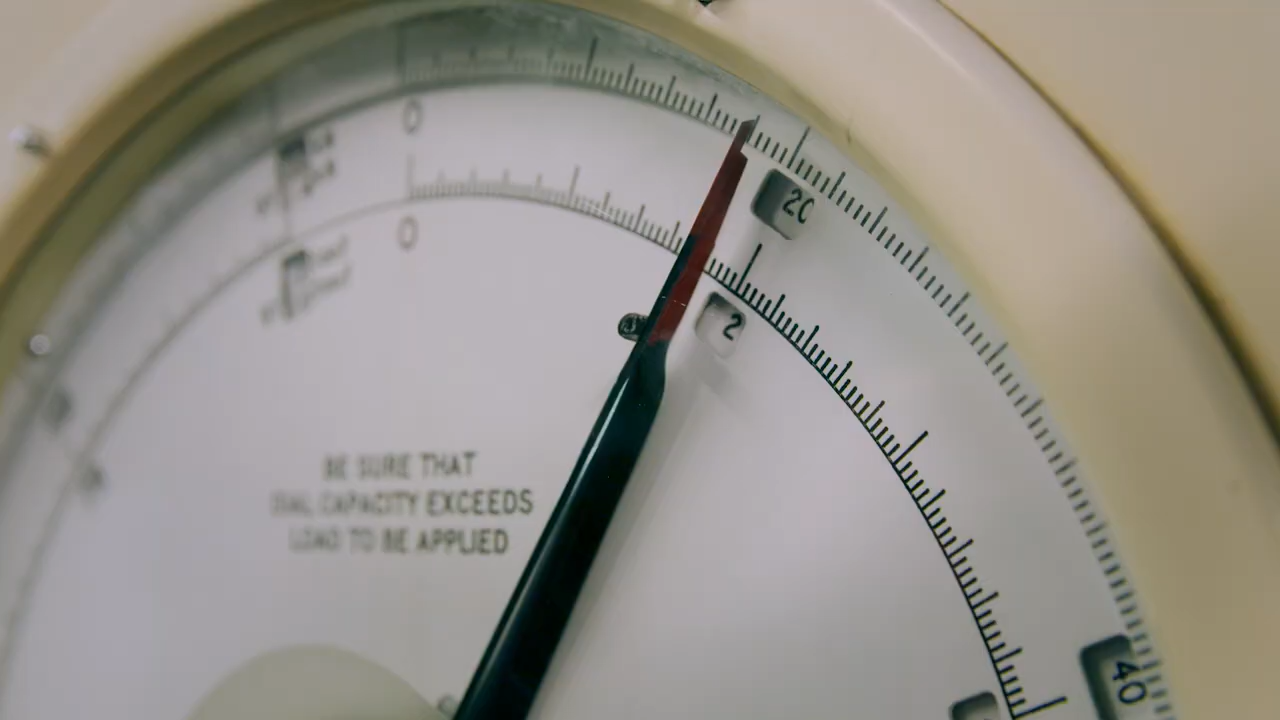 0
0
20
2
BE SURE THAT
DIAL CAPACITY EXCEEDS
LOAD TO BE APPLIED
40